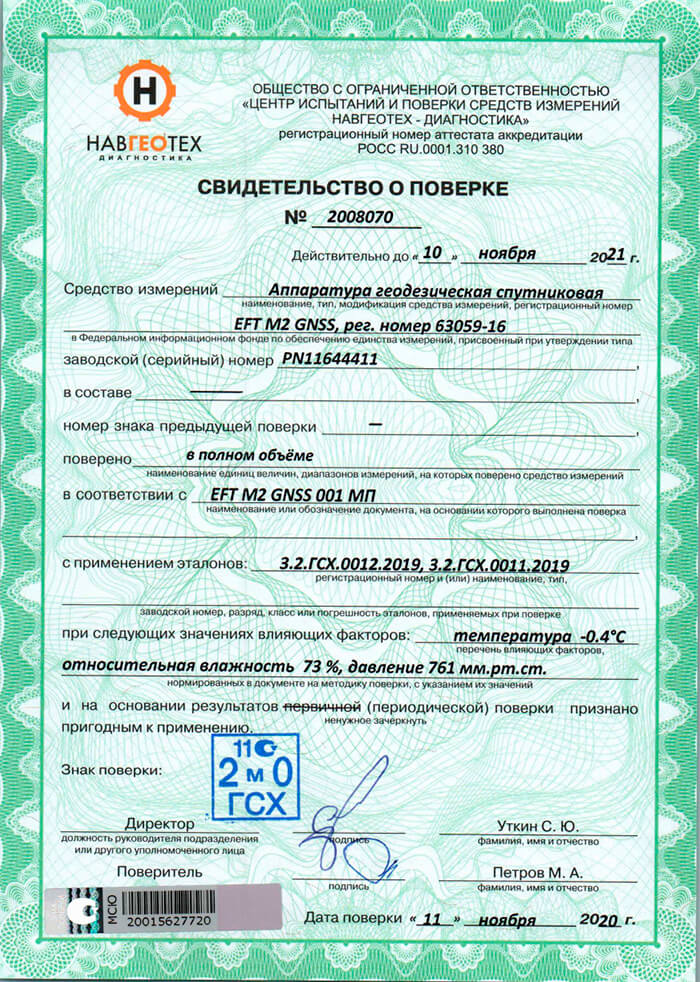 Н
НАВГЕОТЕХ
ДИАГНОСТИКА
ОБЩЕСТВО С ОГРАНИЧЕННОЙ ОТВЕТСТВЕННОСТЬЮ
«ЦЕНТР ИСПЫТАНИЙ И ПОВЕРКИ СРЕДСТВ ИЗМЕРЕНИЙ
НАВГЕОТЕХ - ДИАГНОСТИКА»
регистрационный номер аттестата аккредитации
РОСС RU.0001.310 380
СВИДЕТЕЛЬСТВО О ПОВЕРКЕ
№ 2008070
Действительно до «10» ноября 2021 г.
Средство измерений Аппаратура геодезическая спутниковая
наименование, тип, модификация средства измерений, регистрационный номер
EFT M2 GNSS, рег. номер 63059-16
в Федеральном информационном фонде по обеспечению единства измерений, присвоенный при утверждении типа
заводской (серийный) номер PN11644411 ,
в составе — ,
номер знака предыдущей поверки — ,
поверено в полном объёме
наименование единиц величин, диапазонов измерений, на которых поверено средство измерений
в соответствии с EFT M2 GNSS 001 МП
наименование или обозначение документа, на основании которого выполнена поверка
,
с применением эталонов: 3.2.ГСХ.0012.2019, 3.2.ГСХ.0011.2019
регистрационный номер и (или) наименование, тип,
заводской номер, разряд, класс или погрешность эталонов, применяемых при поверке
при следующих значениях влияющих факторов: температура -0.4°С
перечень влияющих факторов,
относительная влажность 73 %, давление 761 мм.рт.ст.
нормированных в документе на методику поверки, с указанием их значений
и на основании результатов первичной (периодической) поверки признано
ненужное зачеркнуть
пригодным к применению.
Знак поверки:
11
2 м 0
ГСХ
Директор Уткин С. Ю.
должность руководителя подразделения
или другого уполномоченного лица
подпись
фамилия, имя и отчество
Поверитель Петров М. А.
подпись
фамилия, имя и отчество
МСЮ
20015627720
Дата поверки «11» ноября 2020 г.